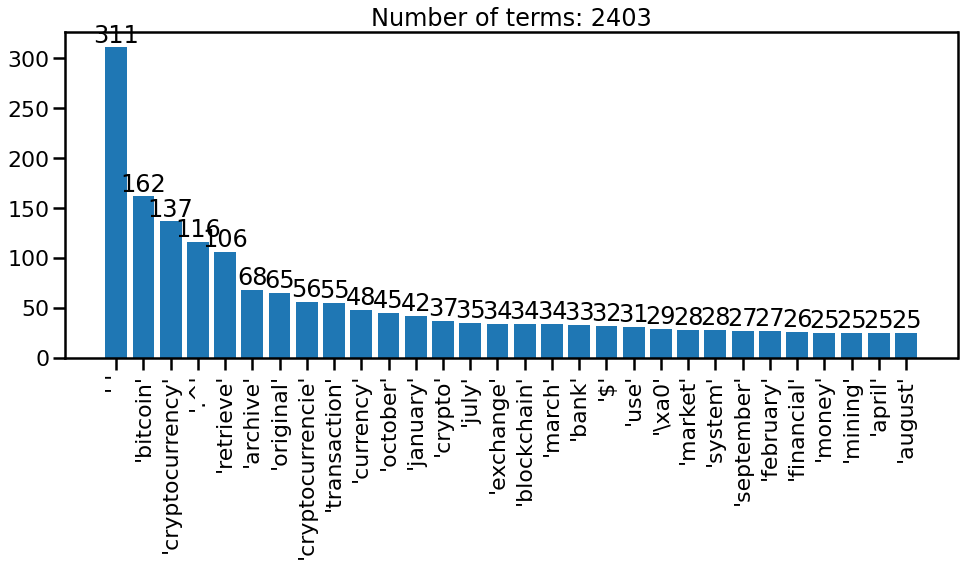 Number of terms: 2403
300
250
200
150
100
50
0
311
162
137
116
106
68
65
56
55
48
45
42
37
35
34
34
34
33
32
31
29
28
28
27
27
26
25
25
25
25
' '
'bitcoin'
'cryptocurrency'
'.^'
'retrieve'
'archive'
'original'
'cryptocurrencie'
'transaction'
'currency'
'october'
'january'
'crypto'
'july'
'exchange'
'blockchain'
'march'
'bank'
'$'
'use'
'\xa0'
'market'
'system'
'september'
'february'
'financial'
'money'
'mining'
'april'
'august'